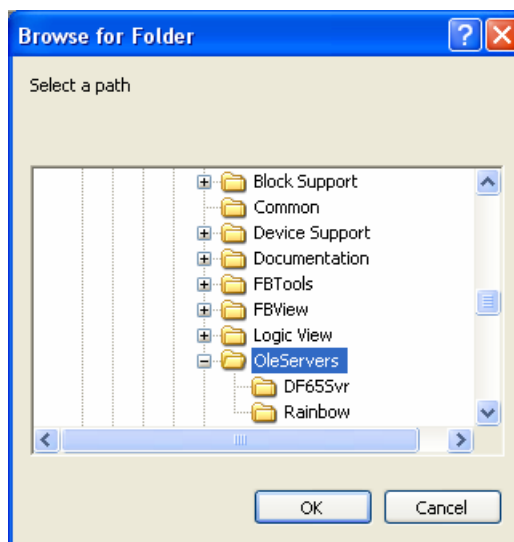 Browse for Folder
Select a path
Block Support
Common
Device Support
Documentation
FBTools
FBView
Logic View
OleServers
DF65Svr
Rainbow
OK
Cancel